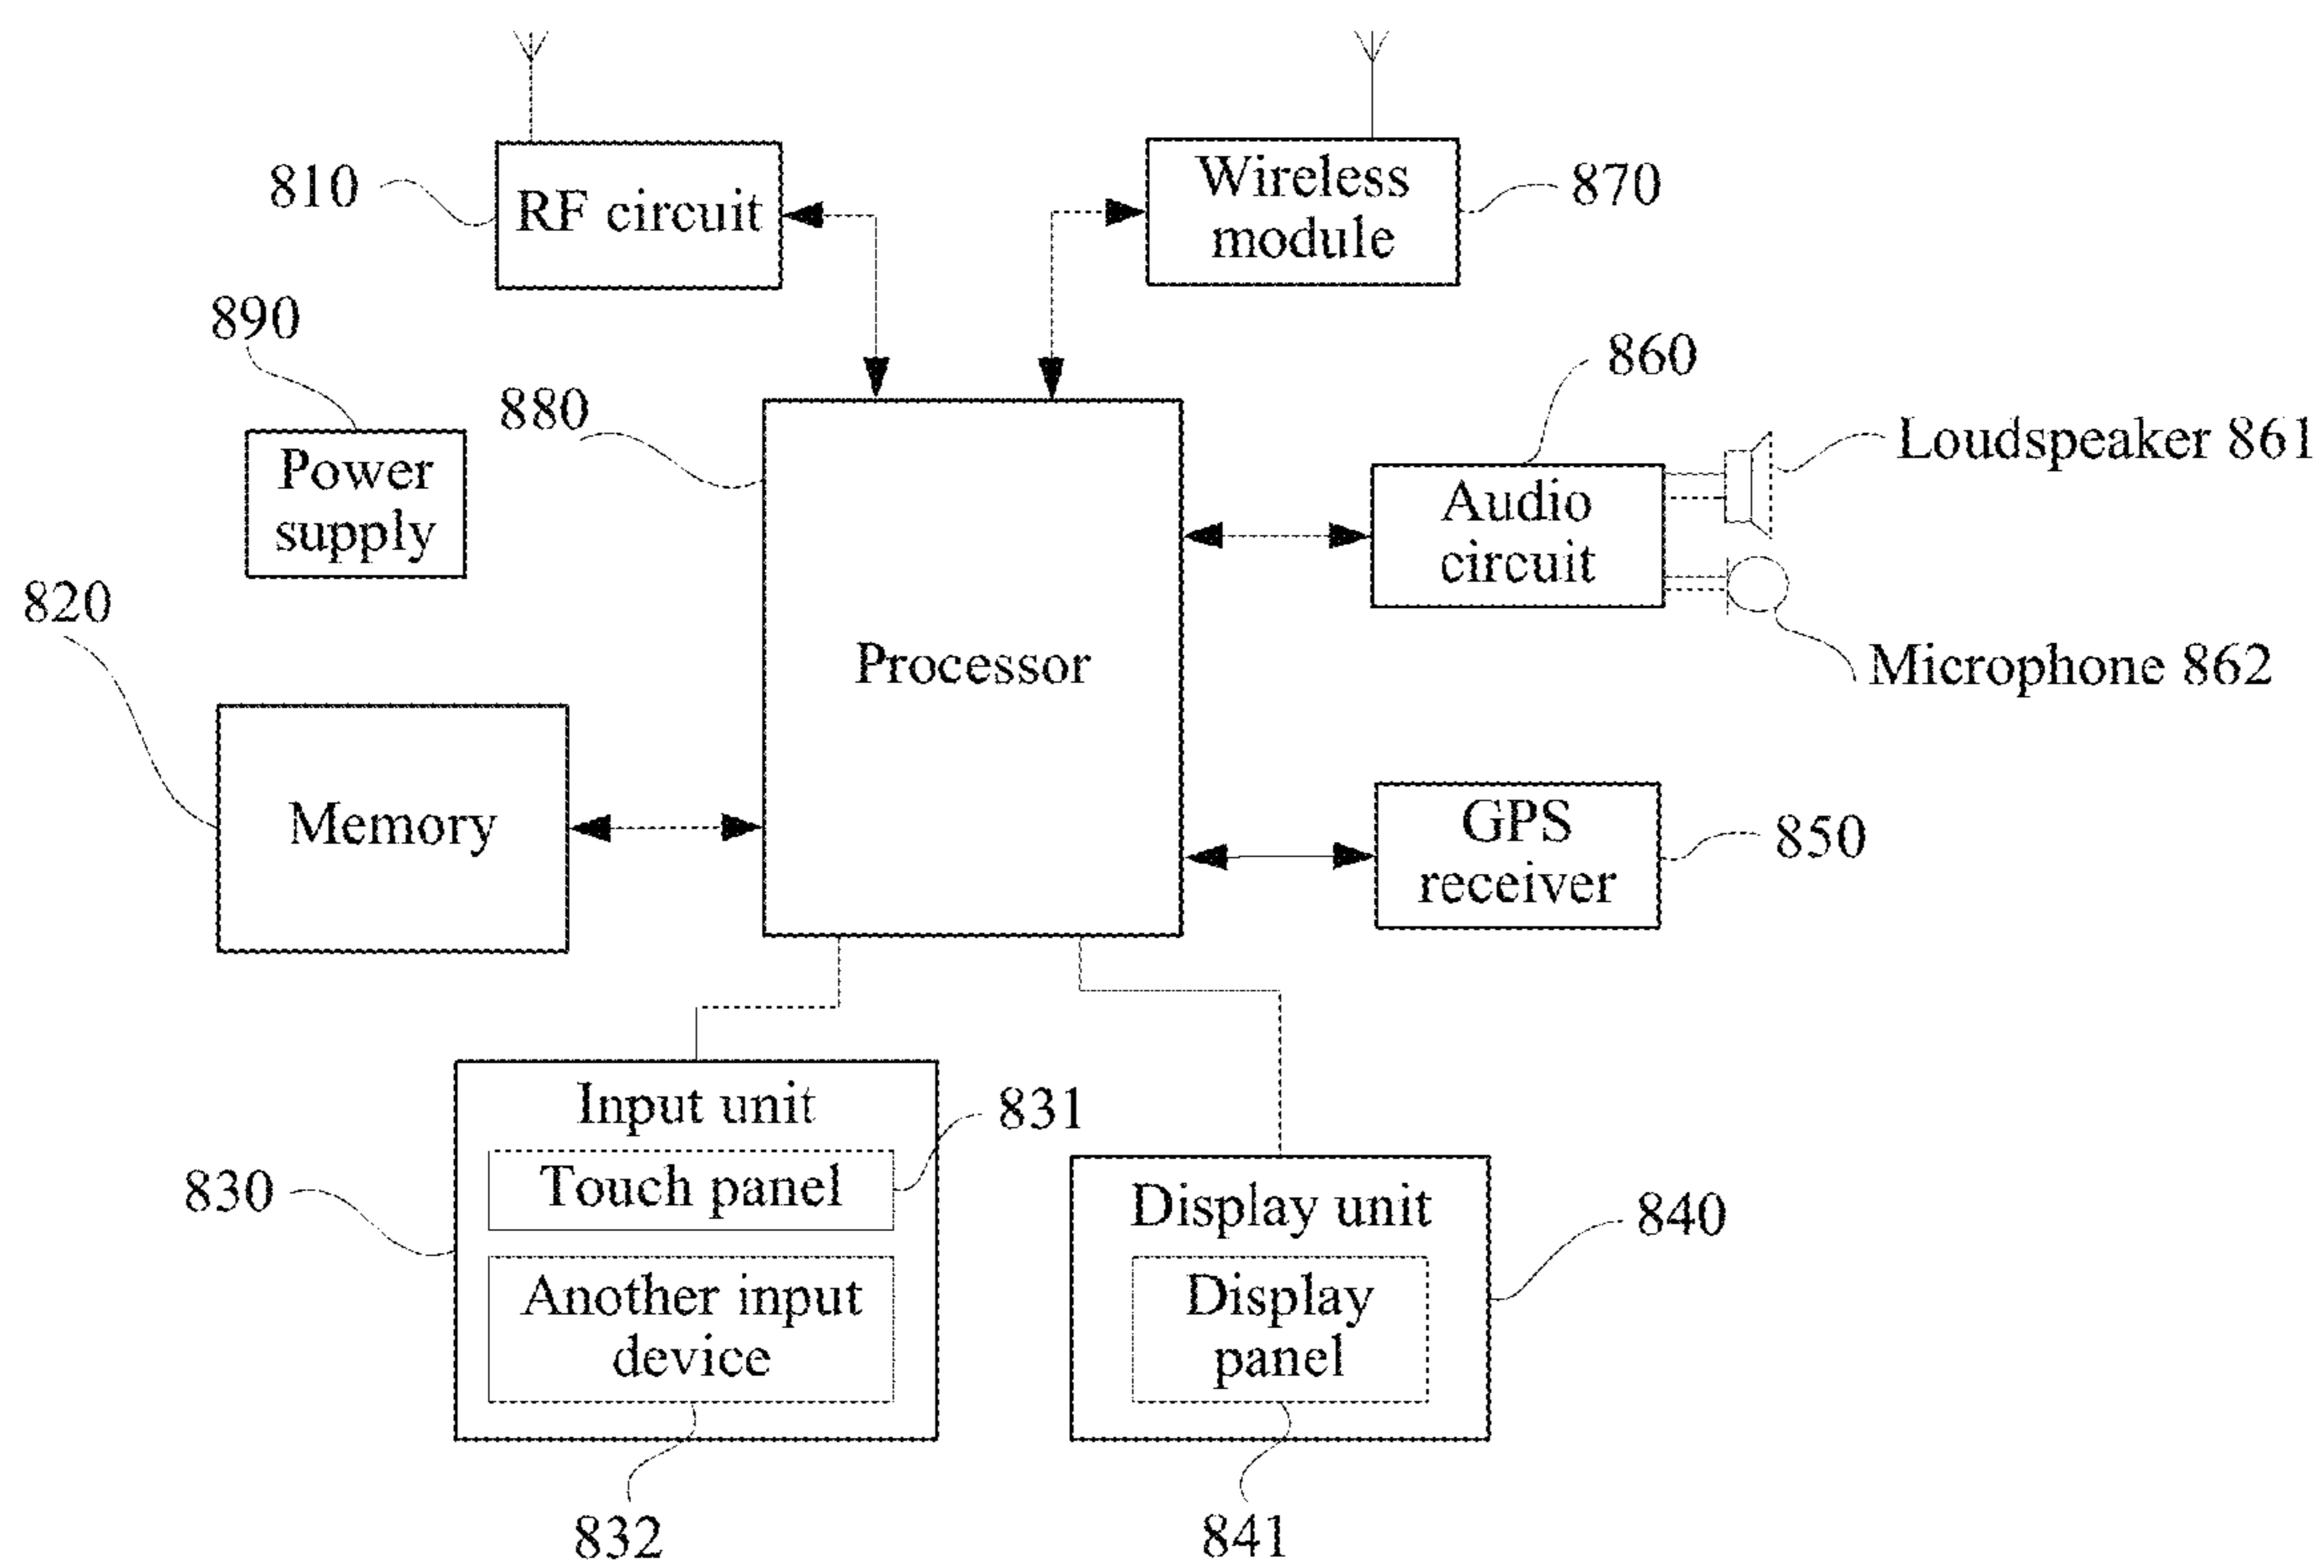 810
RF circuit
Wireless
module
870
890
880
860
Power
supply
Audio
circuit
Loudspeaker 861
Microphone 862
820
Processor
Memory
GPS
receiver
850
Input unit
831
Touch panel
830
Another input
device
832
Display unit
840
Display
panel
841